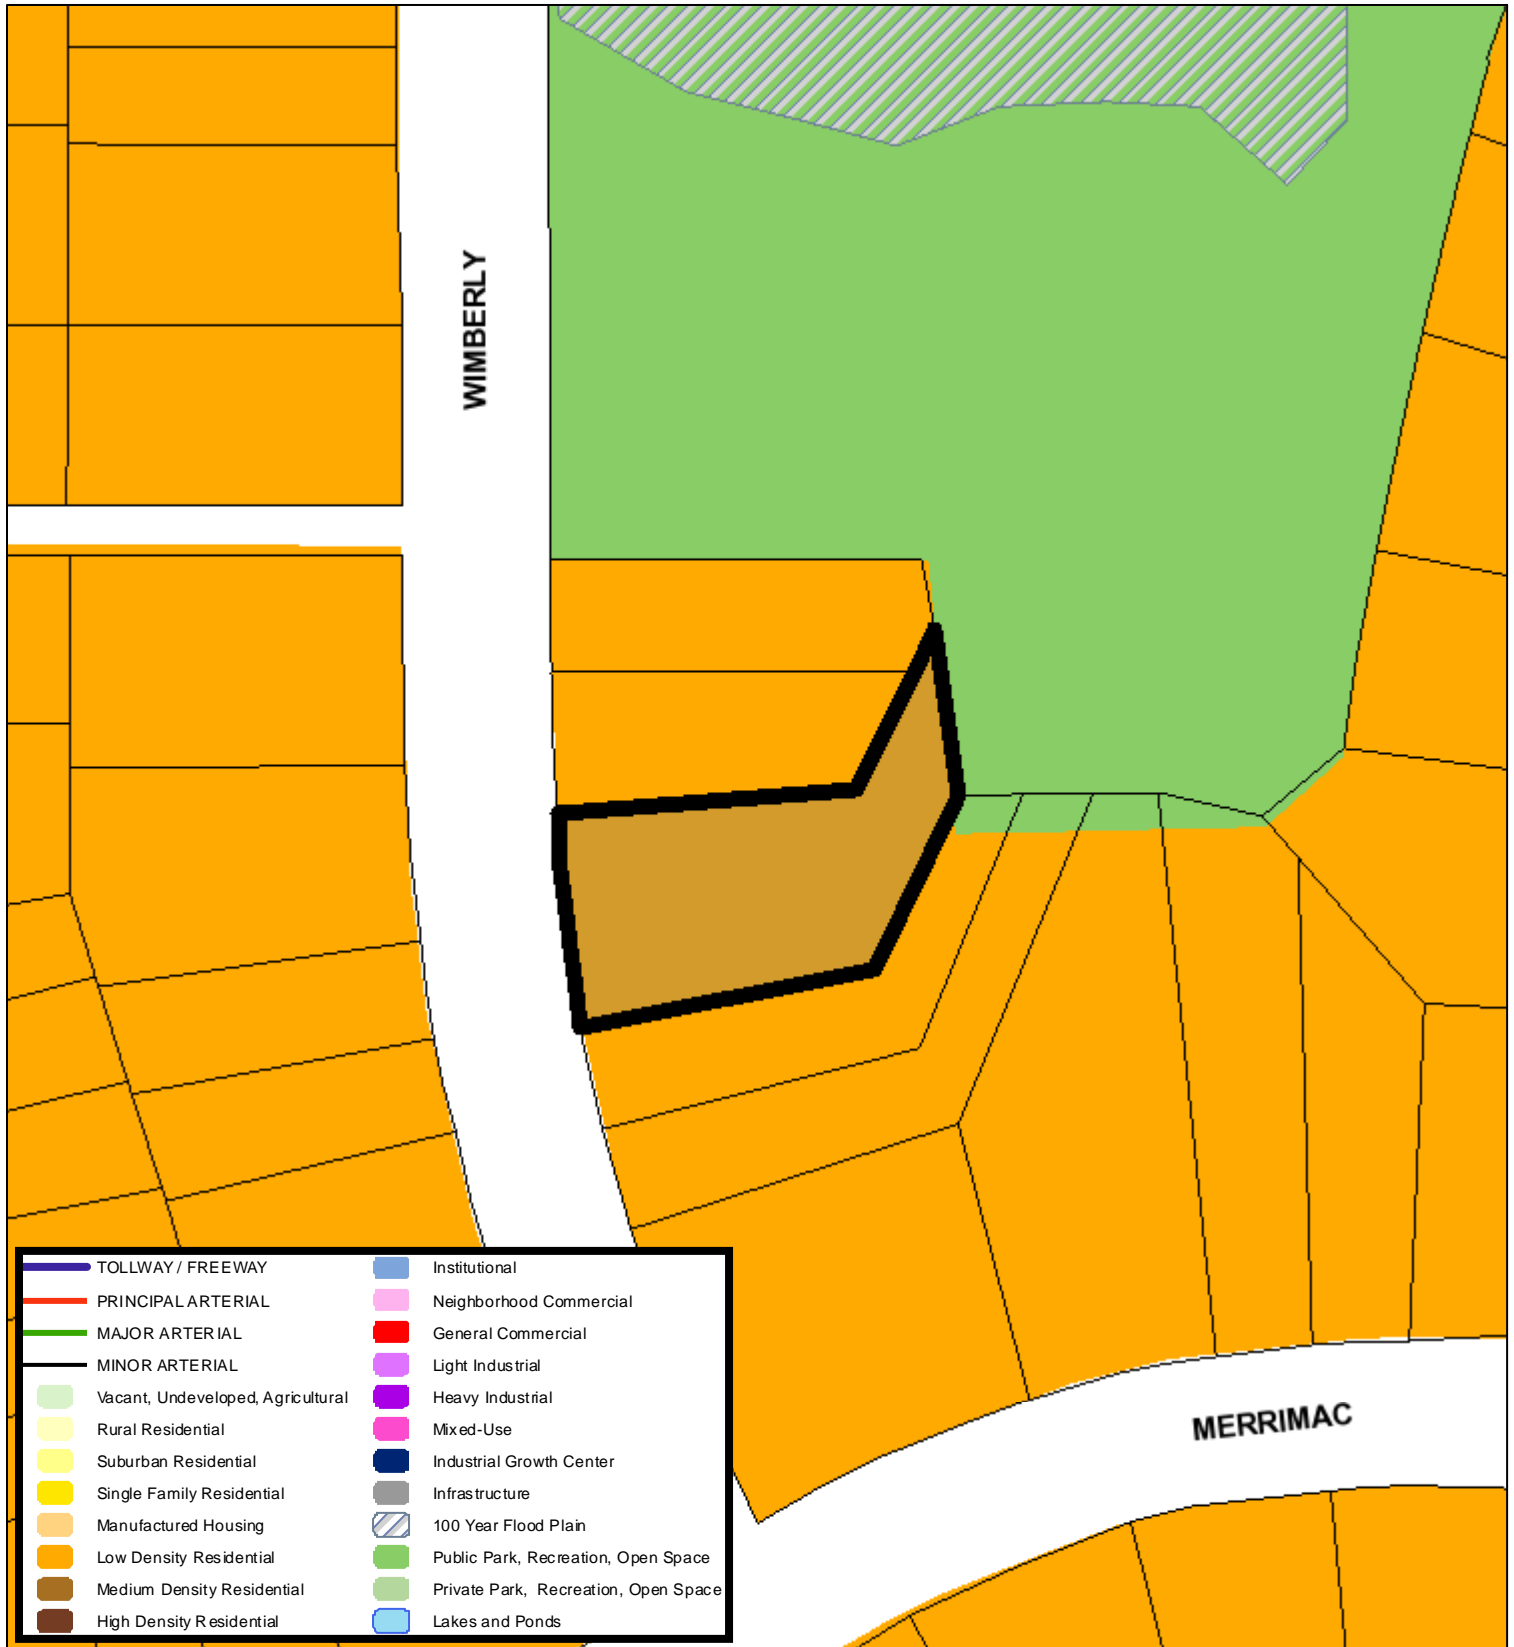 WIMBERLY
MERRIMAC
TOLLWAY / FREEWAY
PRINCIPAL ARTERIAL
MAJOR ARTERIAL
MINOR ARTERIAL
Vacant, Undeveloped, Agricultural
Rural Residential
Suburban Residential
Single Family Residential
Manufactured Housing
Low Density Residential
Medium Density Residential
High Density Residential
Institutional
Neighborhood Commercial
General Commercial
Light Industrial
Heavy Industrial
Mixed-Use
Industrial Growth Center
Infrastructure
100 Year Flood Plain
Public Park, Recreation, Open Space
Private Park, Recreation, Open Space
Lakes and Ponds